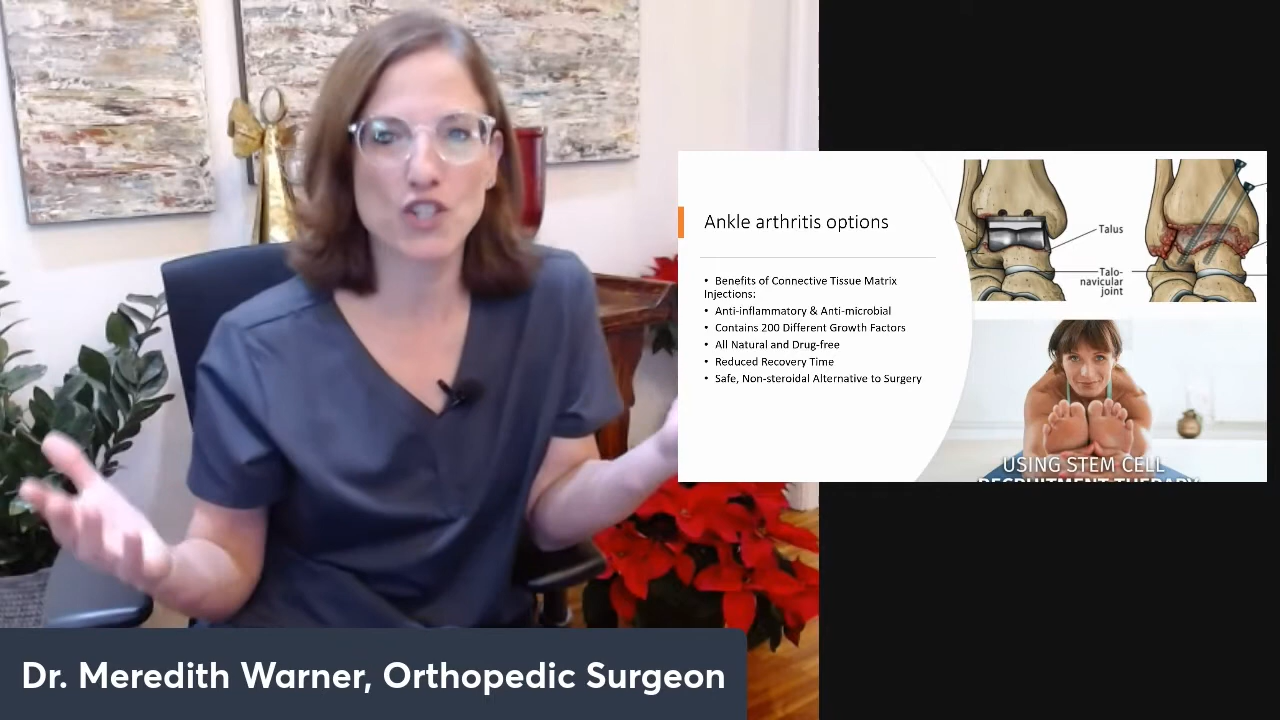 Ankle arthritis options
• Benefits of Connective Tissue Matrix
Injections:
• Anti-inflammatory & Anti-microbial
• Contains 200 Different Growth Factors
• All Natural and Drug-free
• Reduced Recovery Time
• Safe, Non-steroidal Alternative to Surgery
Talus
Talo-
navicular
joint
USING STEM CELL
RECRUITMENT THERAPY
Dr. Meredith Warner, Orthopedic Surgeon